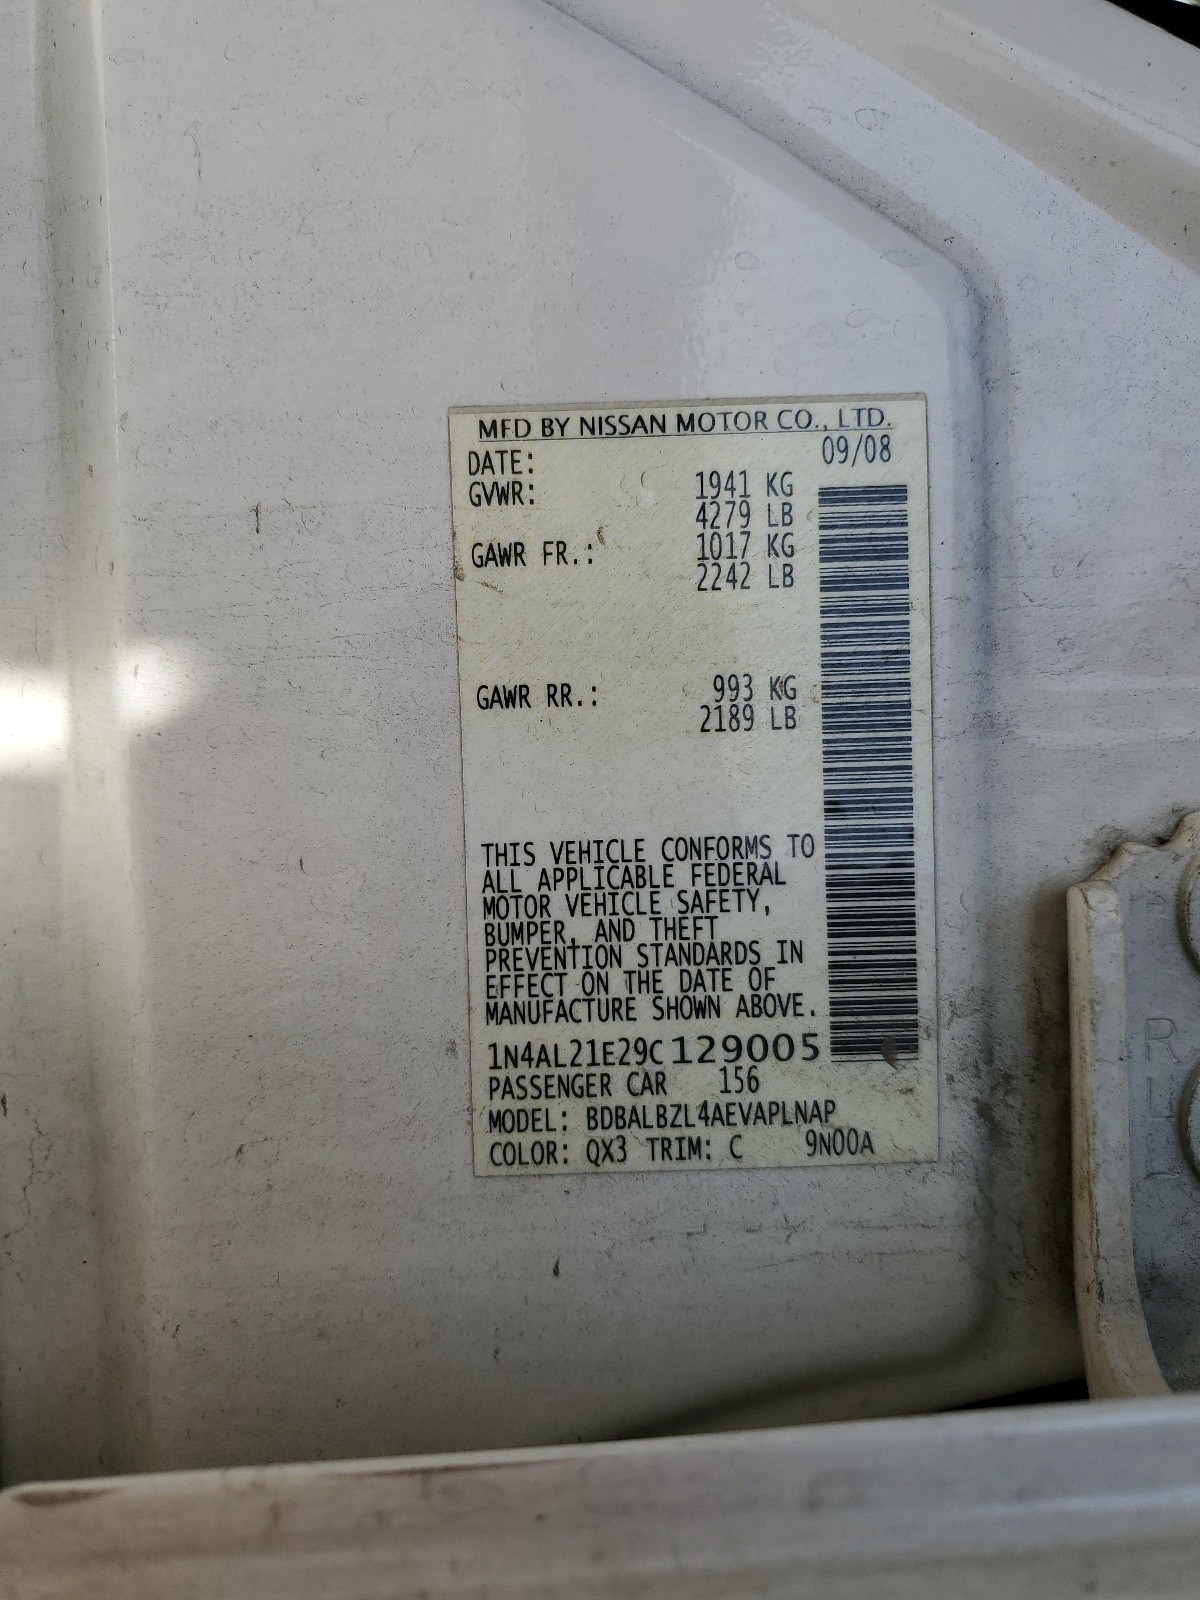 MFD BY NISSAN MOTOR CO., LTD.
DATE: 09/08
GVWR: 1941 KG
4279 LB
GAWR FR.: 1017 KG
2242 LB
GAWR RR.: 993 KG
2189 LB
THIS VEHICLE CONFORMS TO
ALL APPLICABLE FEDERAL
MOTOR VEHICLE SAFETY,
BUMPER, AND THEFT
PREVENTION STANDARDS IN
EFFECT ON THE DATE OF
MANUFACTURE SHOWN ABOVE.
1N4AL21E29C129005
PASSENGER CAR 156
MODEL: BDBALBZL4AEVAPLNAP
COLOR: QX3 TRIM: C 9N00A